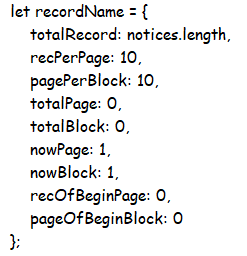 let recordName = {
totalRecord: notices.length,
recPerPage: 10,
pagePerBlock: 10,
totalPage: 0,
totalBlock: 0,
nowPage: 1,
nowBlock: 1,
recOfBeginPage: 0,
pageOfBeginBlock: 0
};